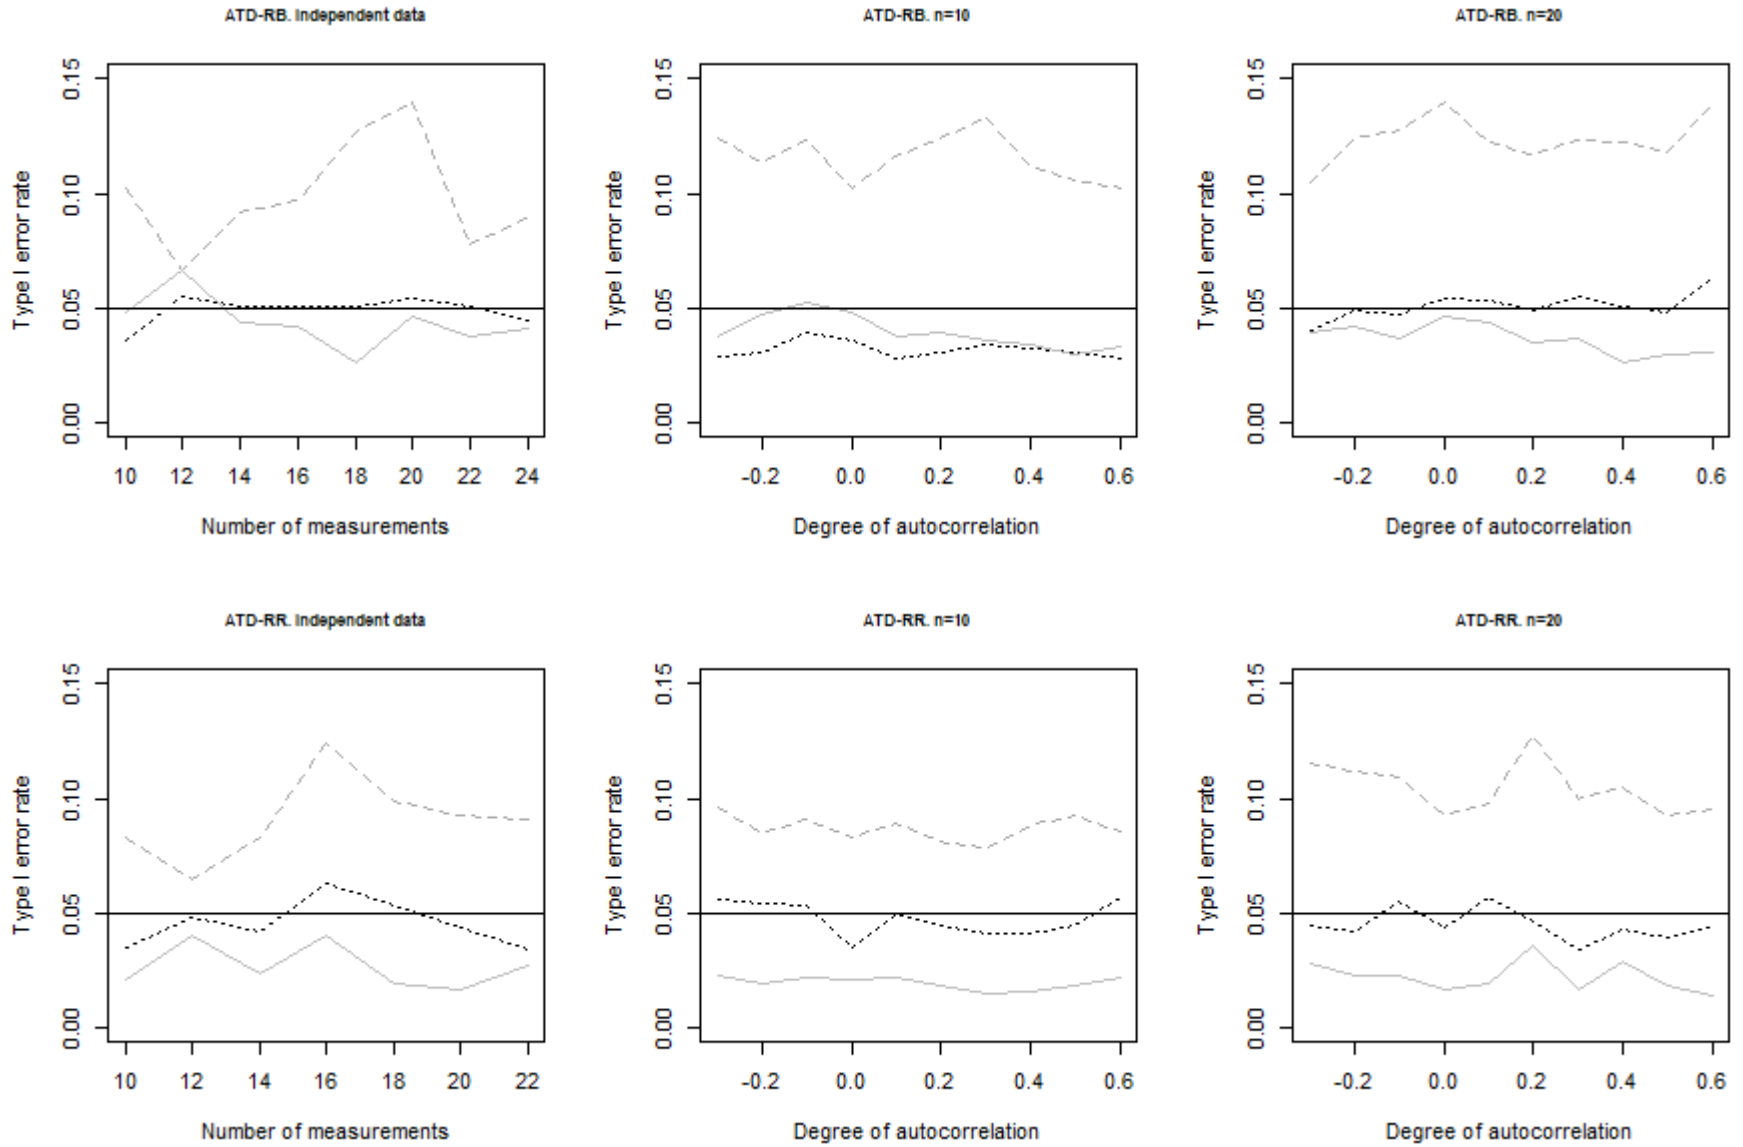 ATD-RB. Independent data
ATD-RB. n=10
ATD-RB. n=20
Type I error rate
0.15
0.10
0.05
0.00
10 12 14 16 18 20 22 24
Number of measurements
Type I error rate
0.15
0.10
0.05
0.00
-0.2 0.0 0.2 0.4 0.6
Degree of autocorrelation
Type I error rate
0.15
0.10
0.05
0.00
-0.2 0.0 0.2 0.4 0.6
Degree of autocorrelation
ATD-RR. Independent data
ATD-RR. n=10
ATD-RR. n=20
Type I error rate
0.15
0.10
0.05
0.00
10 12 14 16 18 20 22
Number of measurements
Type I error rate
0.15
0.10
0.05
0.00
-0.2 0.0 0.2 0.4 0.6
Degree of autocorrelation
Type I error rate
0.15
0.10
0.05
0.00
-0.2 0.0 0.2 0.4 0.6
Degree of autocorrelation